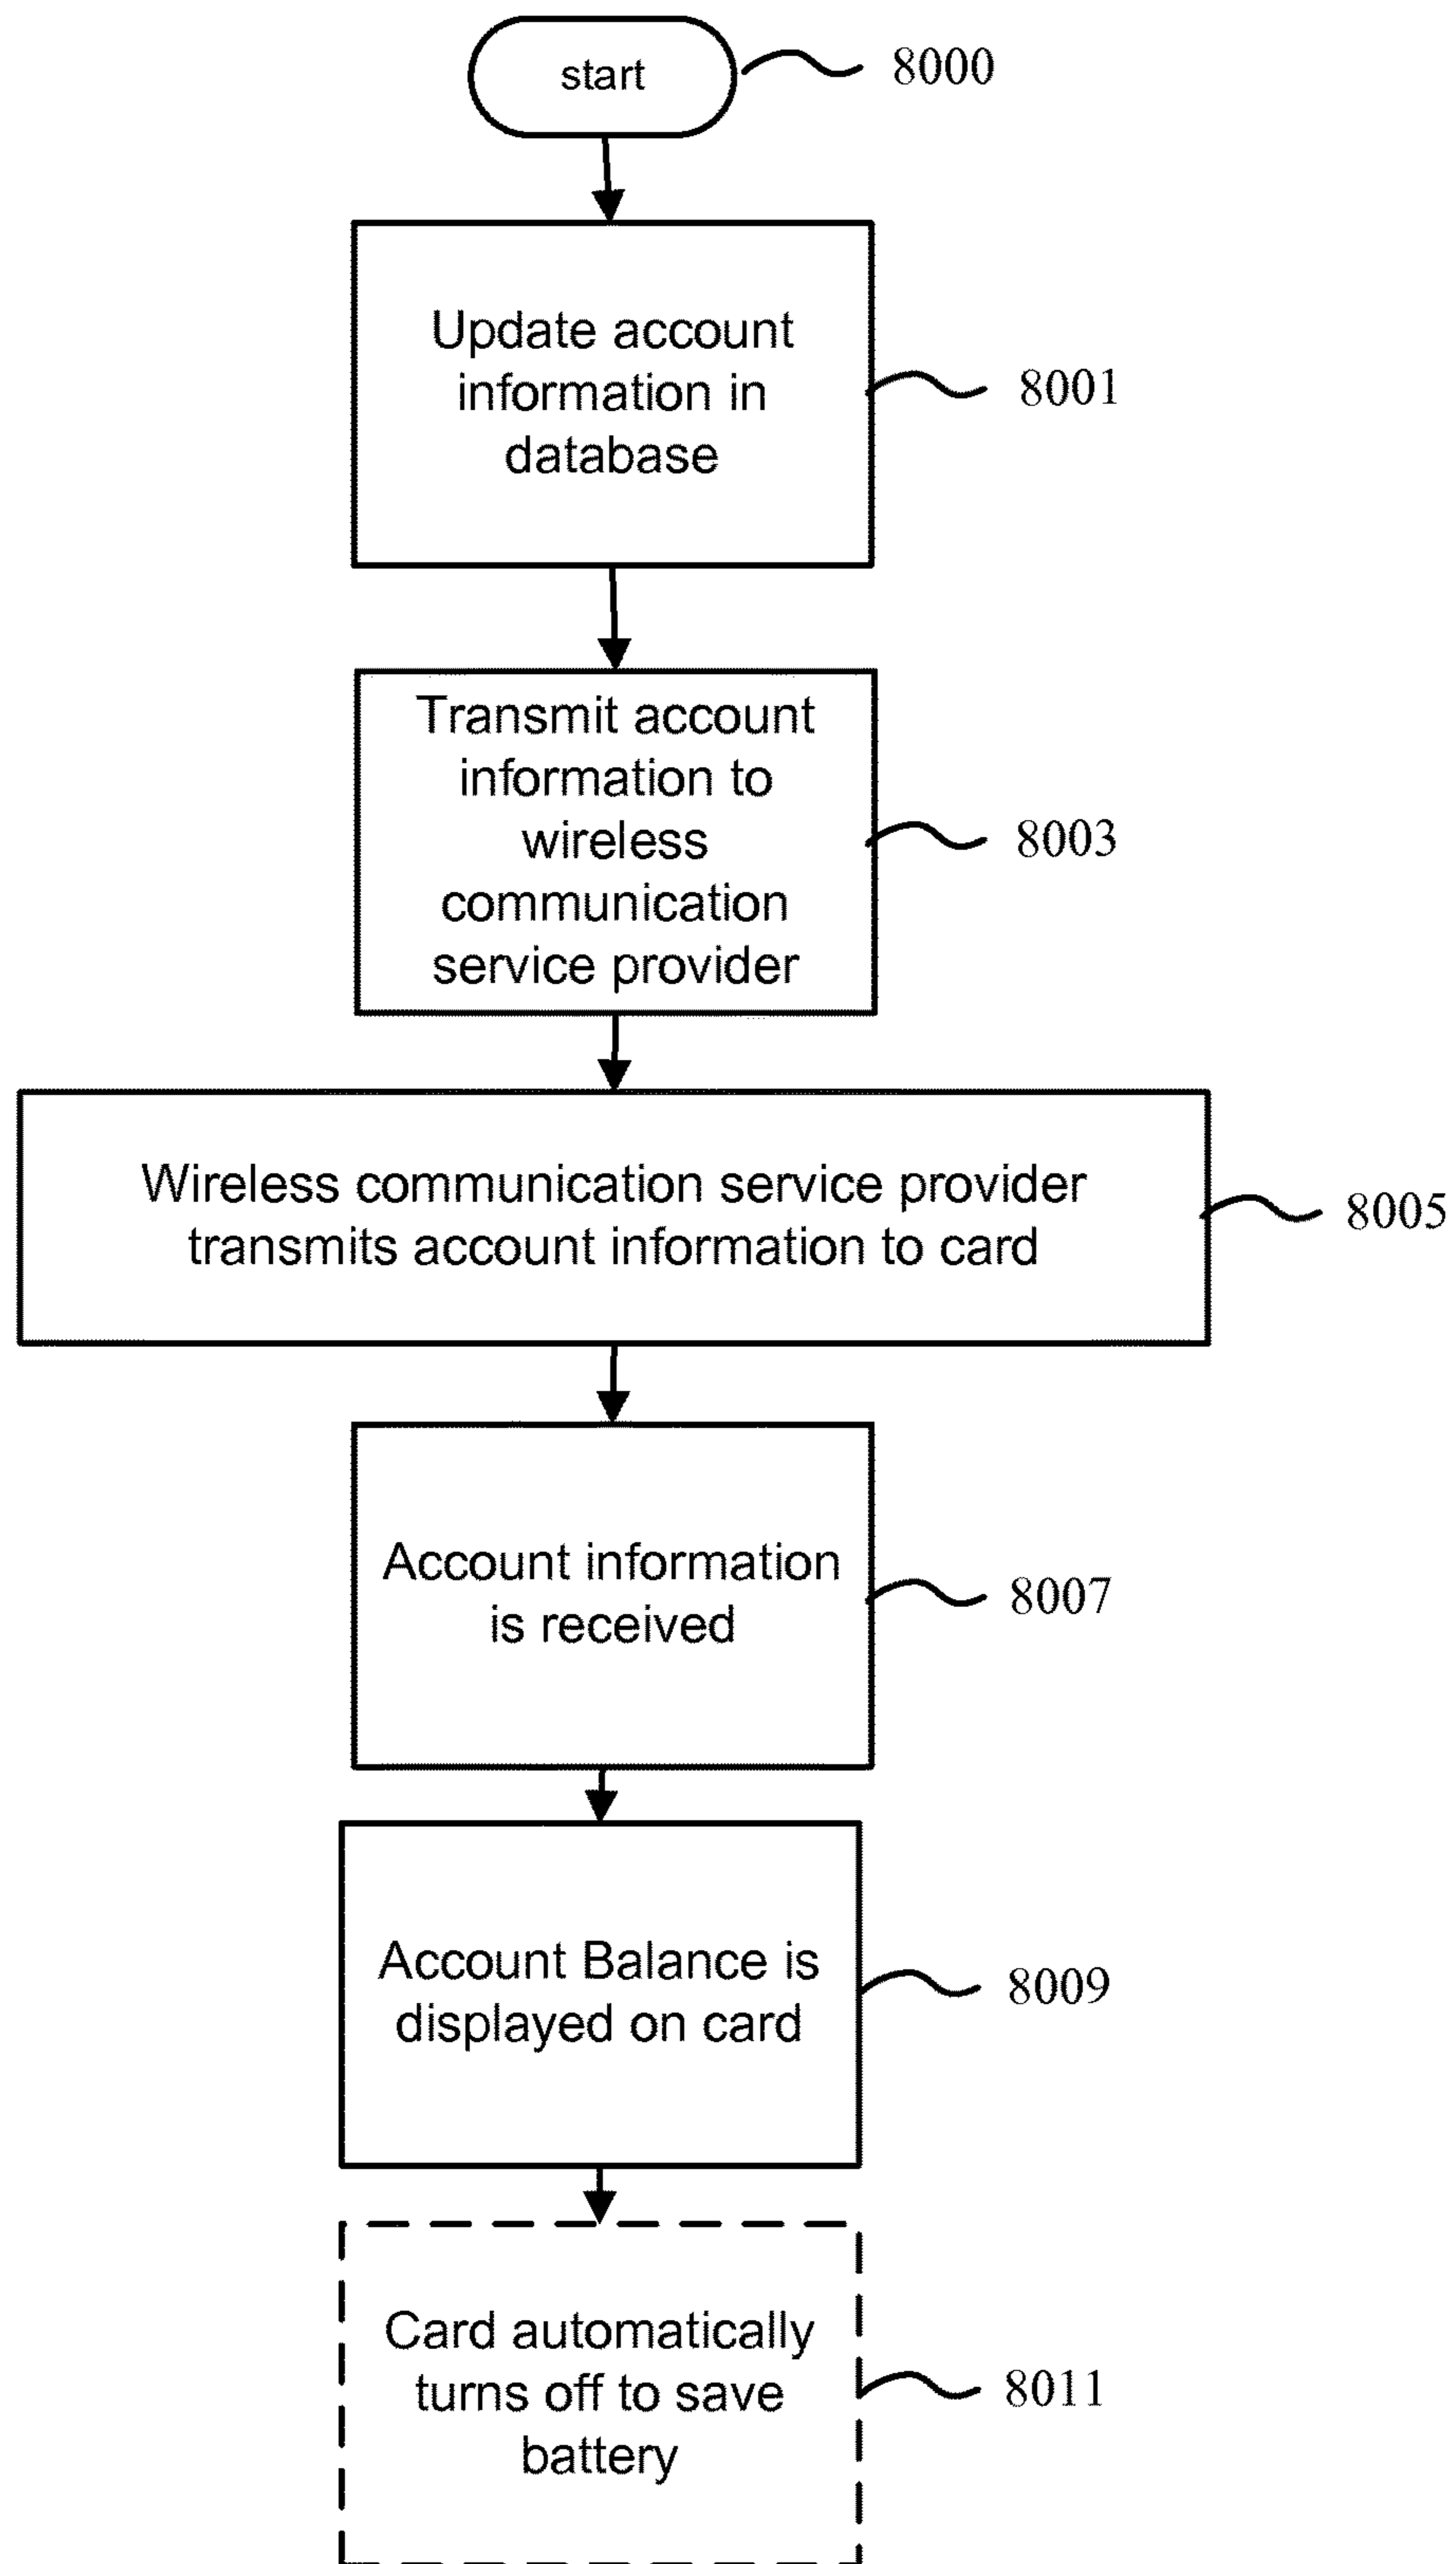 start
8000
Update account
information in
database
8001
Transmit account
information to
wireless
communication
service provider
8003
Wireless communication service provider
transmits account information to card
8005
Account information
is received
8007
Account Balance is
displayed on card
8009
Card automatically
turns off to save
battery
8011